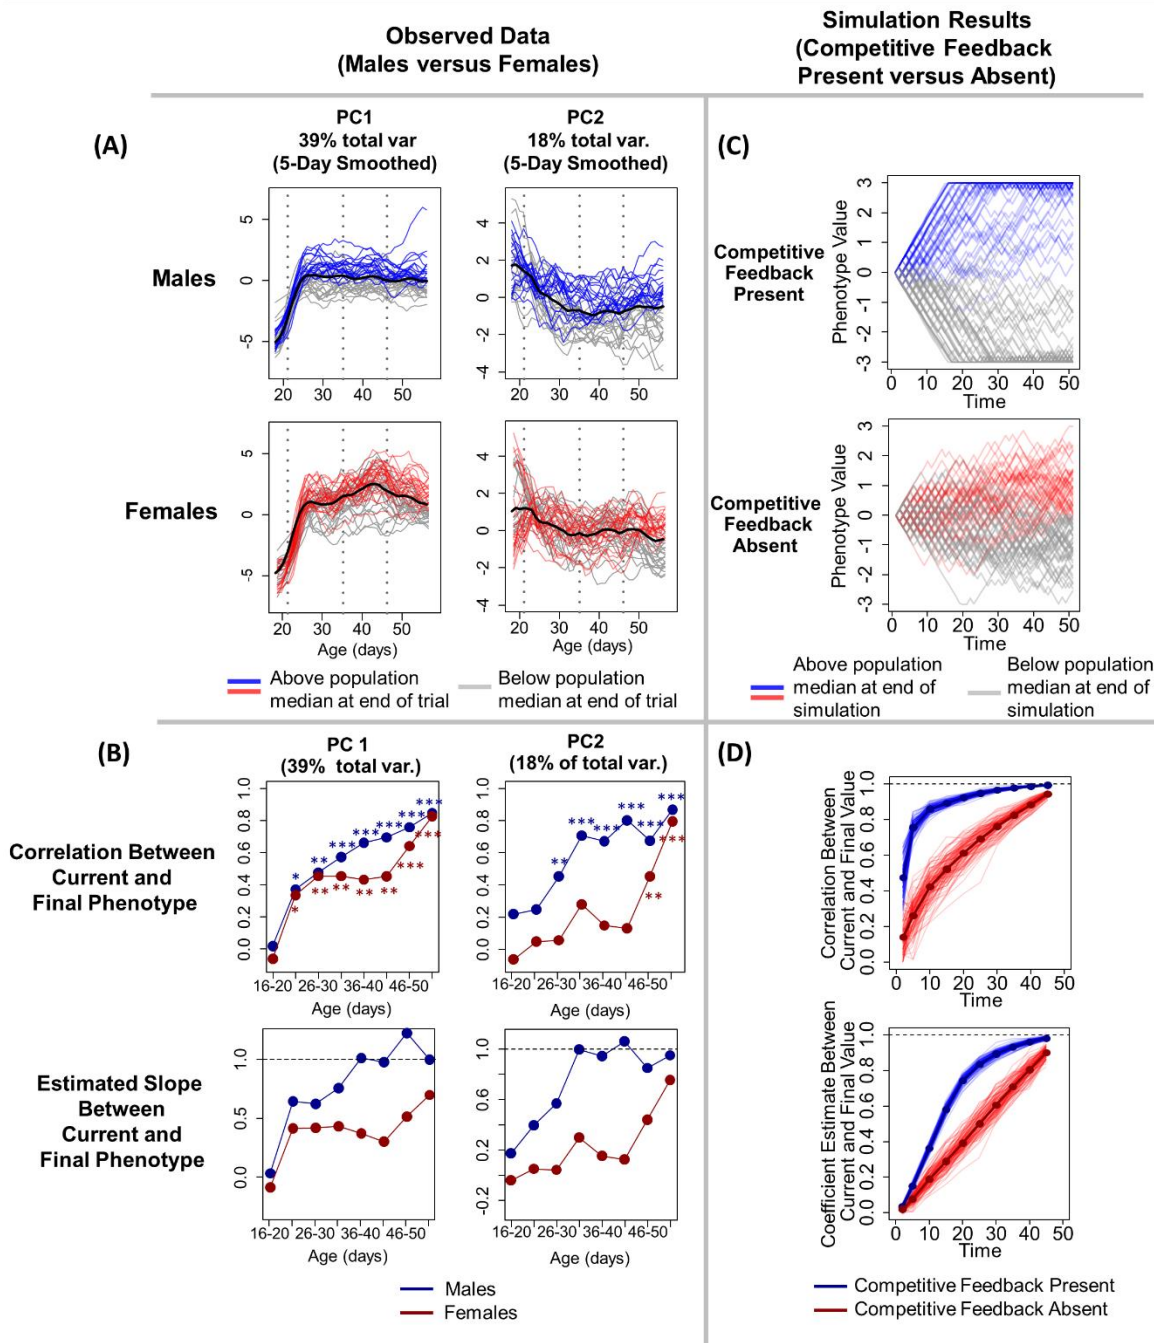 Observed Data
(Males versus Females)
Simulation Results
(Competitive Feedback
Present versus Absent)
(A)
PC1
39% total var
(5-Day Smoothed)
PC2
18% total var.
(5-Day Smoothed)
Males
5
0
-5
20 30 40 50
4
2
0
-2
-4
20 30 40 50
Females
5
0
-5
20 30 40 50
Age (days)
4
2
0
-2
-4
20 30 40 50
Age (days)
Above population
median at end of trial
Below population
median at end of trial
(C)
Competitive
Feedback
Present
Phenotype Value
3
2
1
0
-1
-2
-3
0 10 20 30 40 50
Time
Competitive
Feedback
Absent
Phenotype Value
3
2
1
0
-1
-2
-3
0 10 20 30 40 50
Time
Above population
median at end of
simulation
Below population
median at end of
simulation
(B)
PC 1
(39% total var.)
PC2
(18% of total var.)
Correlation Between
Current and
Final Phenotype
1.0
0.8
0.6
0.4
0.2
0.0
* ** *** *** *** *** ***
* ** ** ** ** *** ***
16-20 26-30 36-40 46-50
Age (days)
1.0
0.8
0.6
0.4
0.2
0.0
** *** *** *** *** ***
** ***
16-20 26-30 36-40 46-50
Age (days)
Estimated Slope
Between
Current and
Final Phenotype
1.0
0.5
0.0
16-20 26-30 36-40 46-50
Age (days)
1.0
0.6
0.2
-0.2
16-20 26-30 36-40 46-50
Age (days)
Males
Females
(D)
Correlation Between
Current and Final Value
1.0
0.8
0.6
0.4
0.2
0.0
0 10 20 30 40 50
Time
Coefficient Estimate Between
Current and Final Value
1.0
0.8
0.6
0.4
0.2
0.0
0 10 20 30 40 50
Time
Competitive Feedback Present
Competitive Feedback Absent